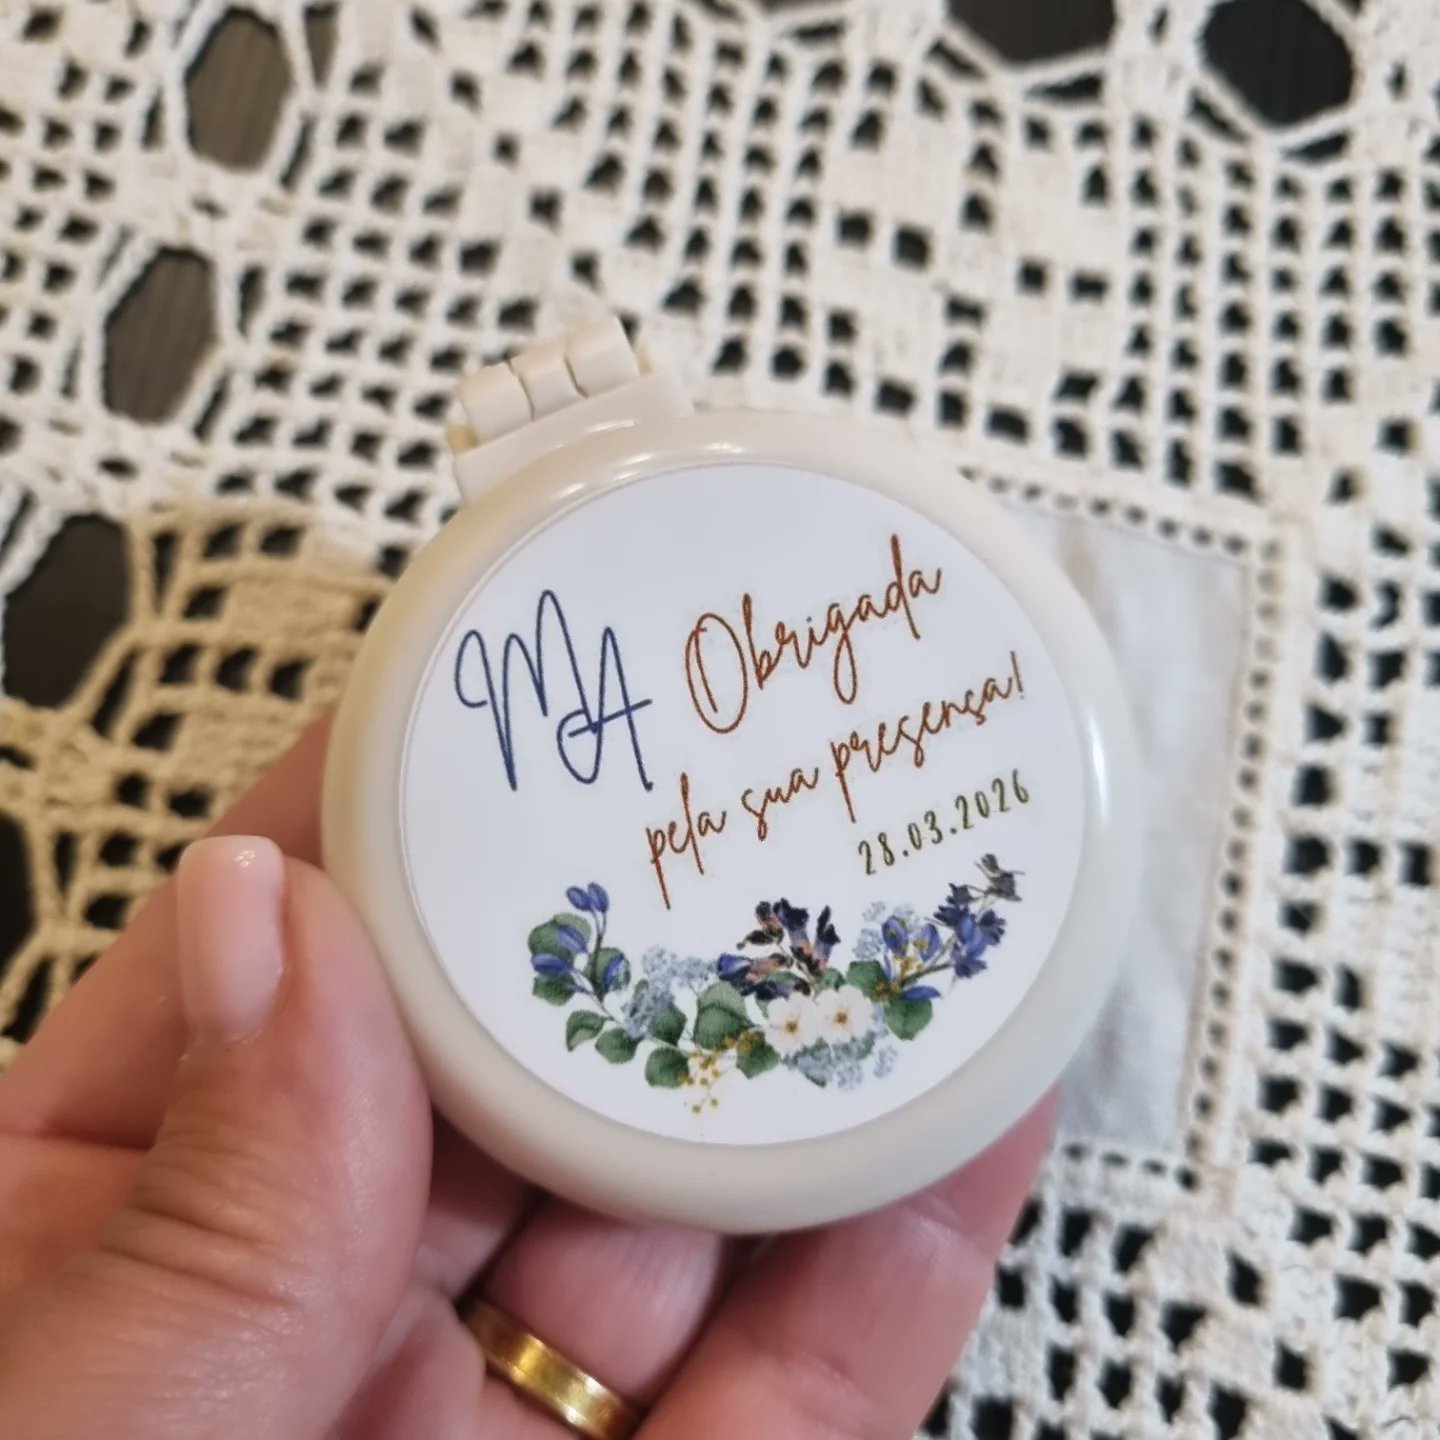 MA
Obrigada
pela sua presença!
28.03.2026